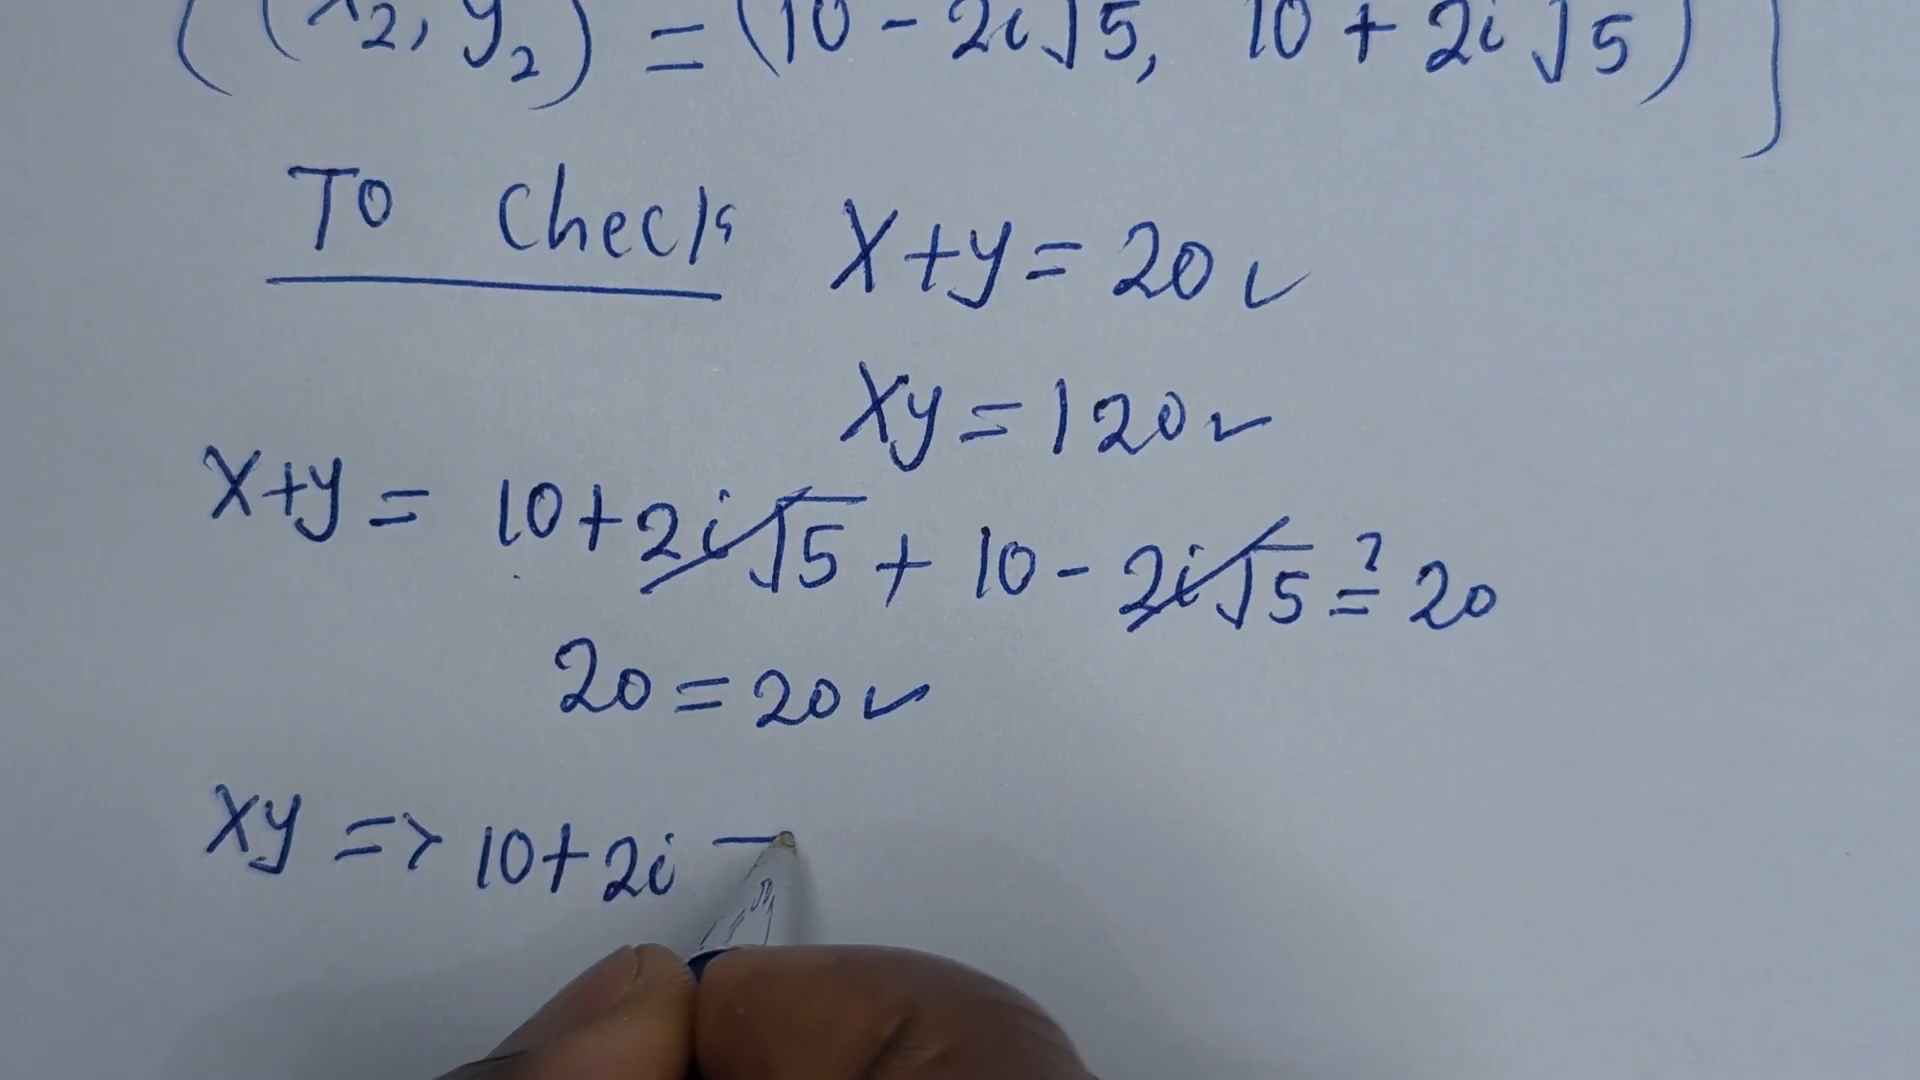 ((x₂, y₂) = (10 - 2i√5, 10 + 2i√5)]
To Check X+y = 20 ✓
Xy = 120 ✓
X+y = 10 + 2i√5 + 10 - 2i√5 ?= 20
20 = 20 ✓
Xy => 10 + 2i